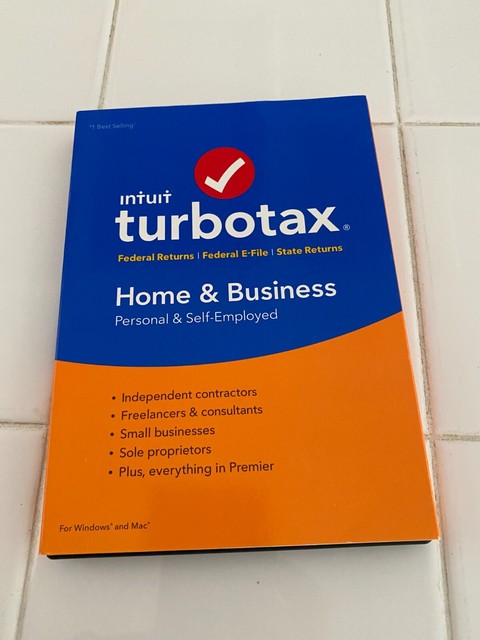 #1 Best Selling
intuit
turbotax®
Federal Returns | Federal E-File | State Returns
Home & Business
Personal & Self-Employed
• Independent contractors
• Freelancers & consultants
• Small businesses
• Sole proprietors
• Plus, everything in Premier
For Windows® and Mac®